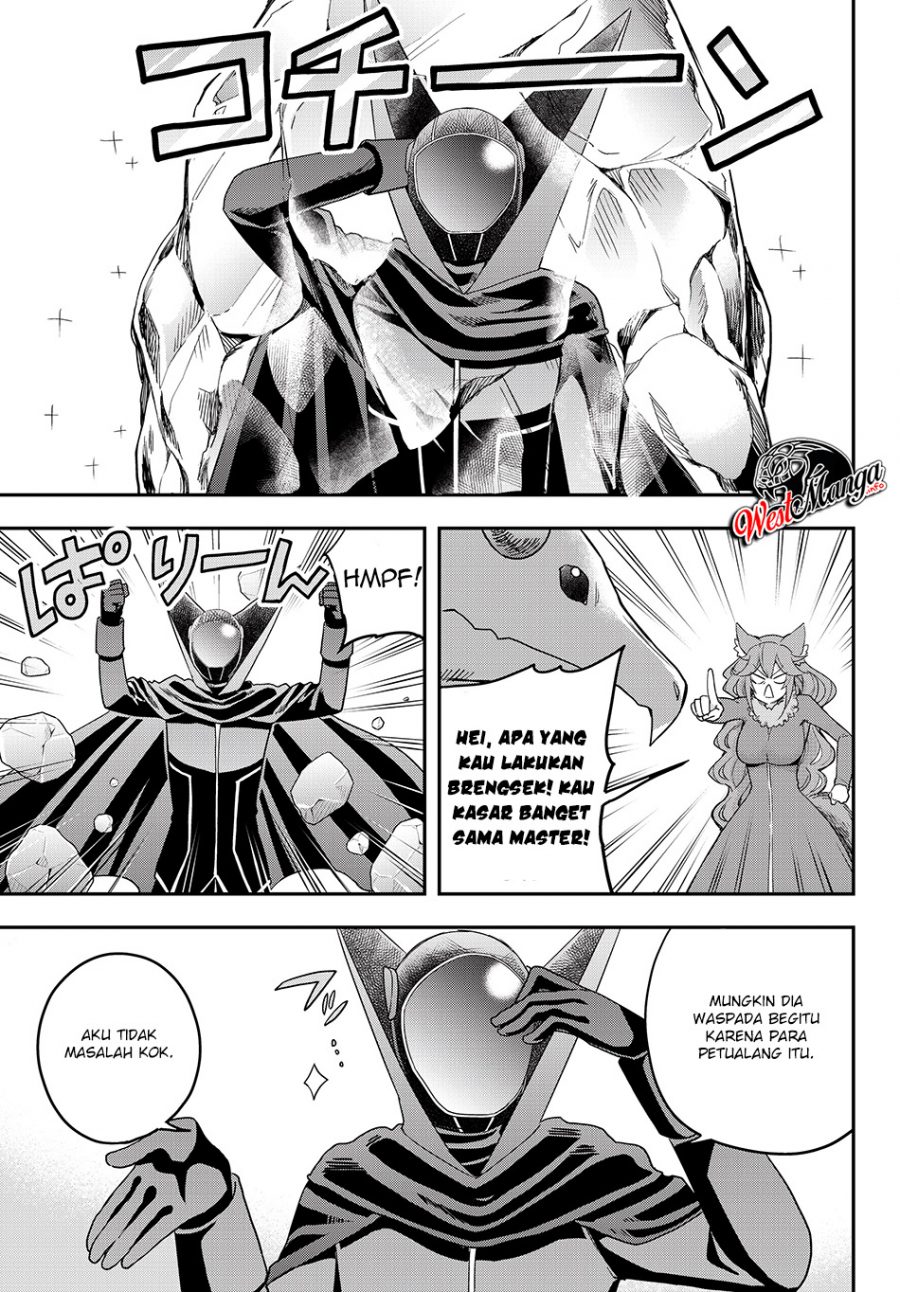 コチーン
WestManga
.info
HEI, APA YANG
KAU LAKUKAN
BRENGSEK! KAU
KASAR BANGET
SAMA MASTER!
ぱりーん
HMPF!
MUNGKIN DIA
WASPADA BEGITU
KARENA PARA
PETUALANG ITU.
AKU TIDAK
MASALAH KOK.